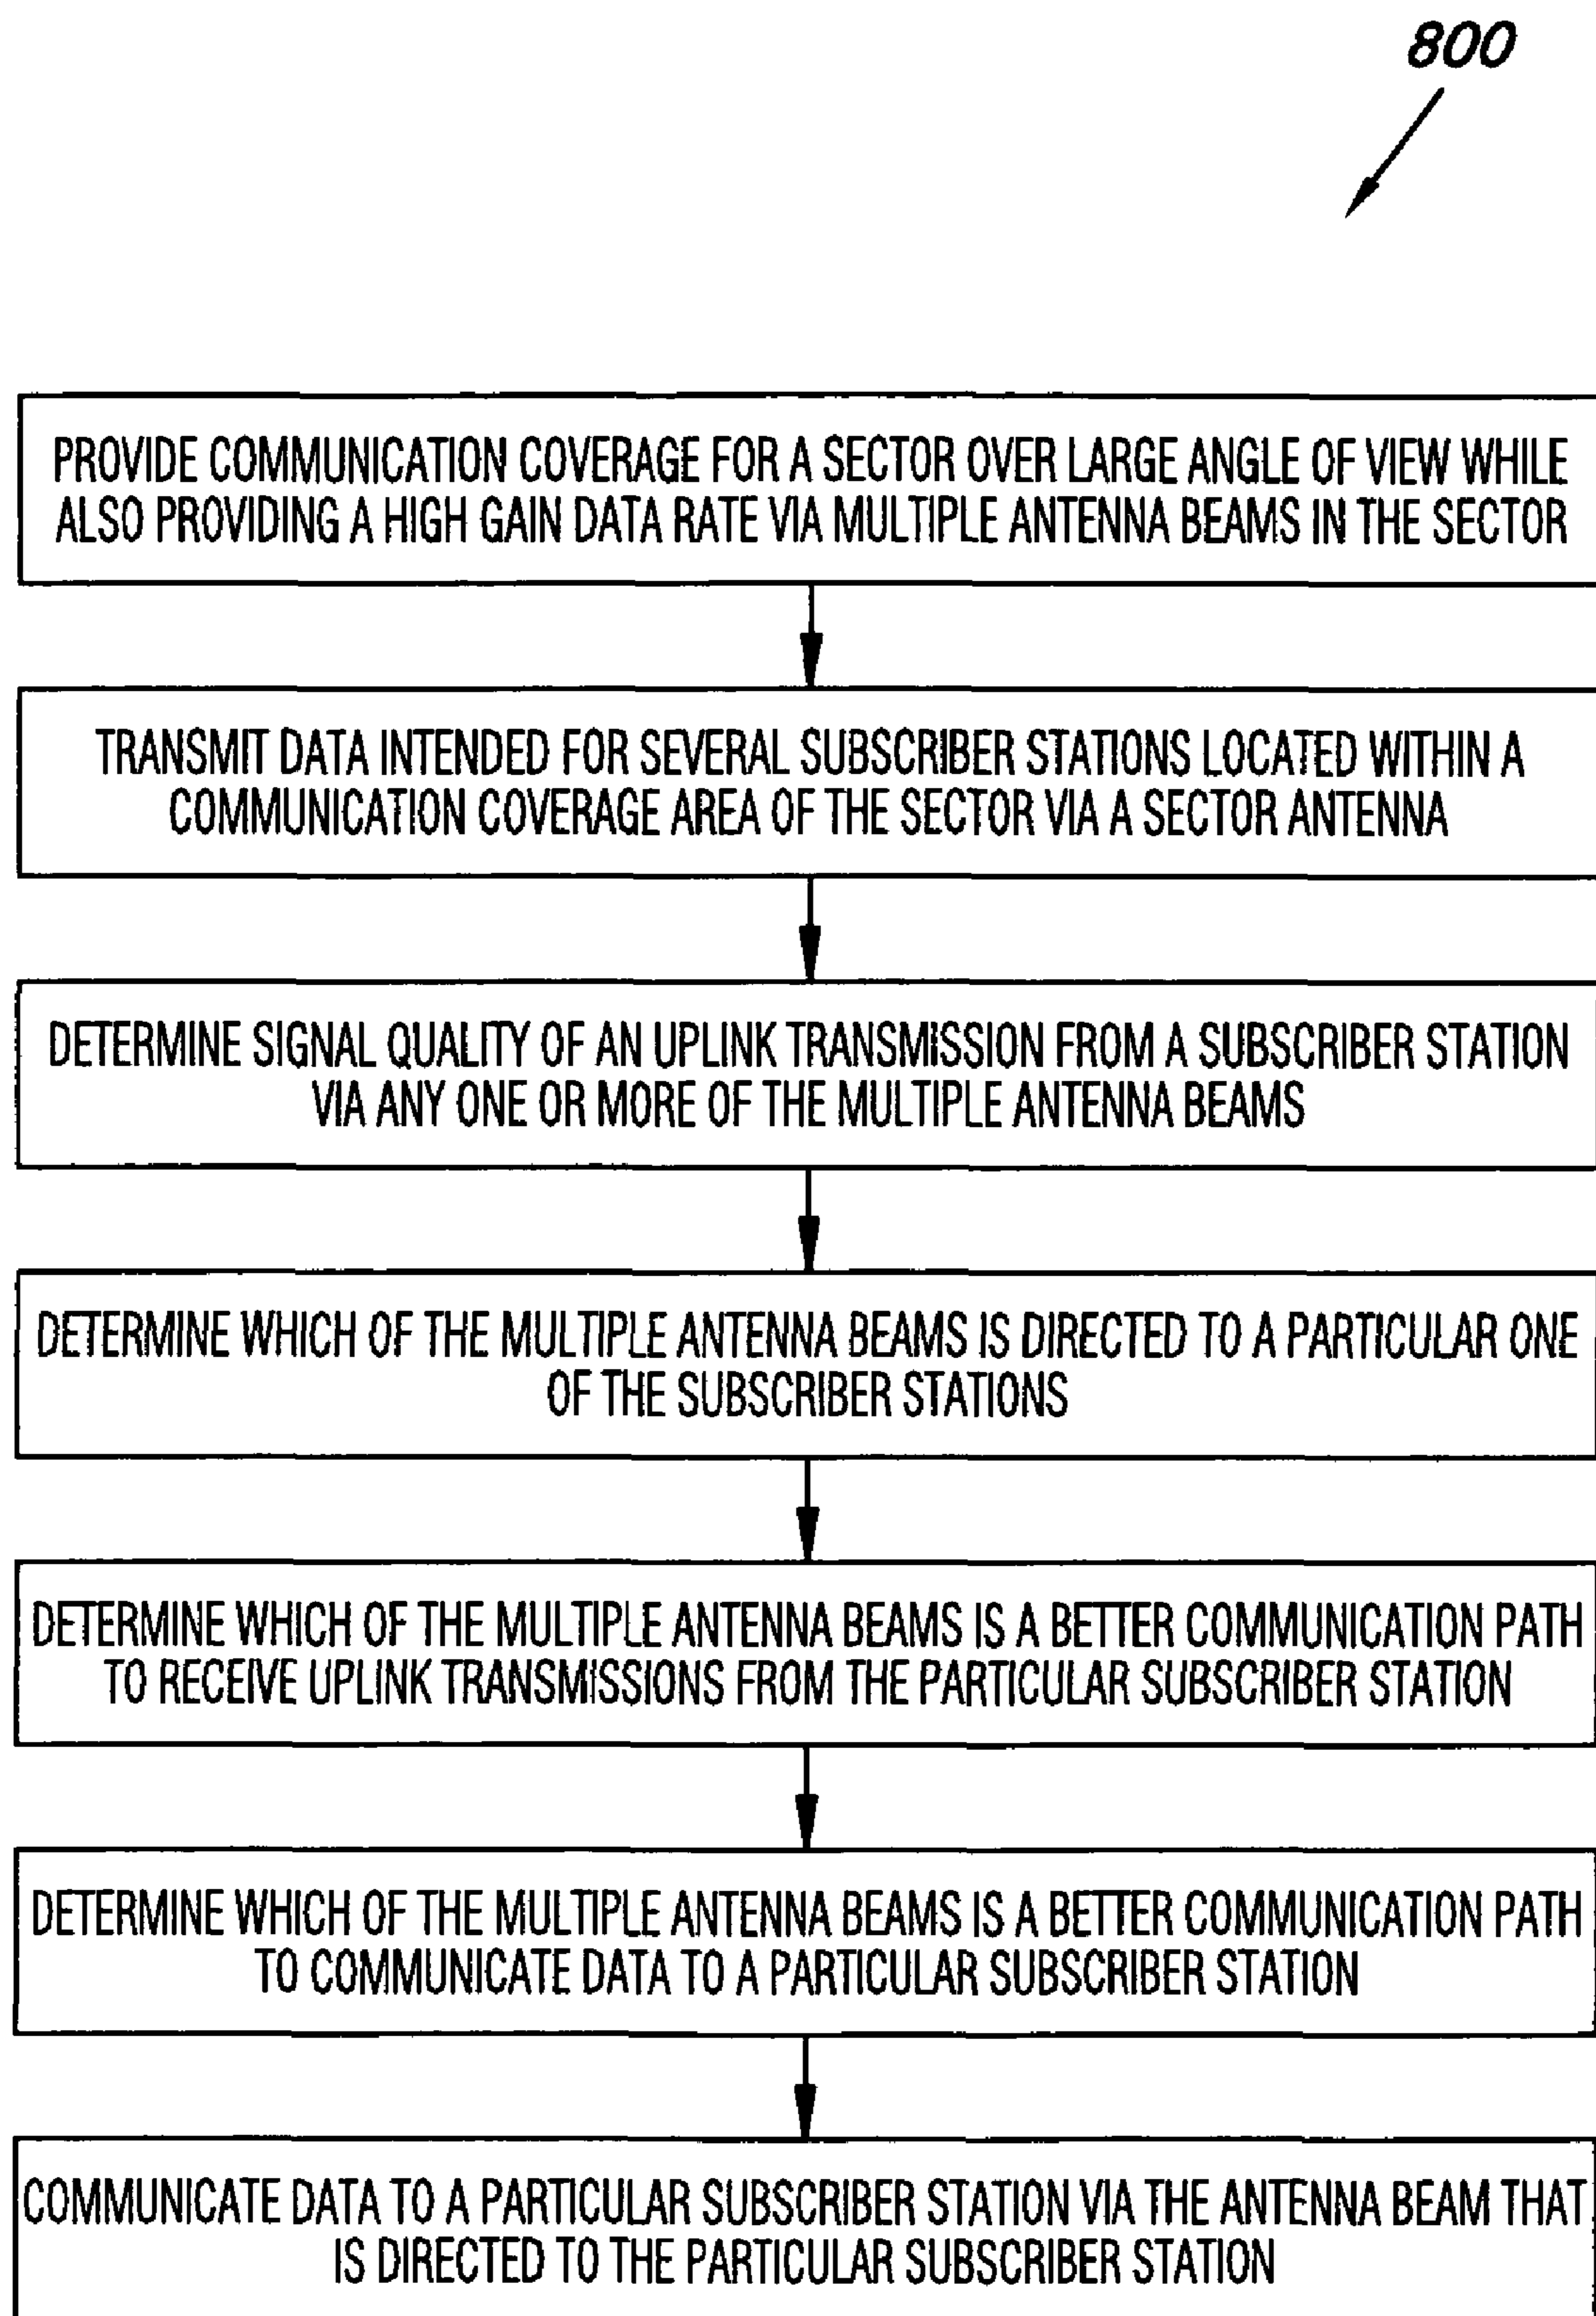 800
PROVIDE COMMUNICATION COVERAGE FOR A SECTOR OVER LARGE ANGLE OF VIEW WHILE
ALSO PROVIDING A HIGH GAIN DATA RATE VIA MULTIPLE ANTENNA BEAMS IN THE SECTOR
TRANSMIT DATA INTENDED FOR SEVERAL SUBSCRIBER STATIONS LOCATED WITHIN A
COMMUNICATION COVERAGE AREA OF THE SECTOR VIA A SECTOR ANTENNA
DETERMINE SIGNAL QUALITY OF AN UPLINK TRANSMISSION FROM A SUBSCRIBER STATION
VIA ANY ONE OR MORE OF THE MULTIPLE ANTENNA BEAMS
DETERMINE WHICH OF THE MULTIPLE ANTENNA BEAMS IS DIRECTED TO A PARTICULAR ONE
OF THE SUBSCRIBER STATIONS
DETERMINE WHICH OF THE MULTIPLE ANTENNA BEAMS IS A BETTER COMMUNICATION PATH
TO RECEIVE UPLINK TRANSMISSIONS FROM THE PARTICULAR SUBSCRIBER STATION
DETERMINE WHICH OF THE MULTIPLE ANTENNA BEAMS IS A BETTER COMMUNICATION PATH
TO COMMUNICATE DATA TO A PARTICULAR SUBSCRIBER STATION
COMMUNICATE DATA TO A PARTICULAR SUBSCRIBER STATION VIA THE ANTENNA BEAM THAT
IS DIRECTED TO THE PARTICULAR SUBSCRIBER STATION